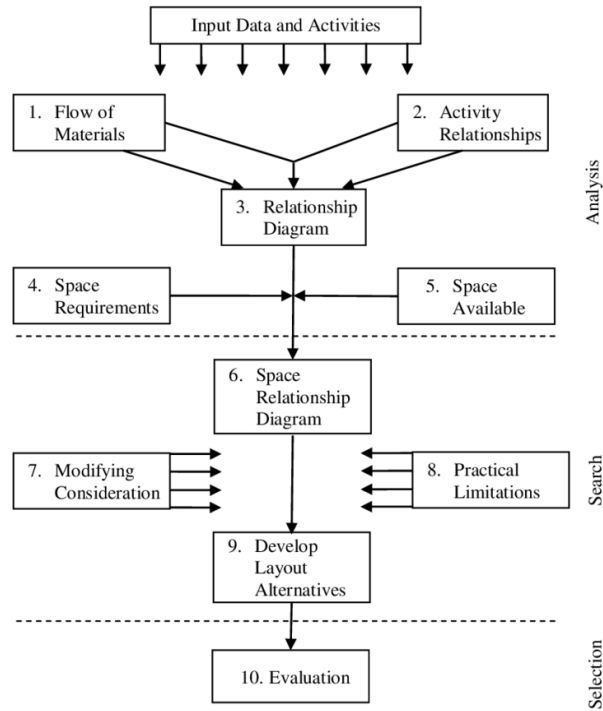 Input Data and Activities
1. Flow of
Materials
2. Activity
Relationships
3. Relationship
Diagram
Analysis
4. Space
Requirements
5. Space
Available
6. Space
Relationship
Diagram
7. Modifying
Consideration
8. Practical
Limitations
Search
9. Develop
Layout
Alternatives
10. Evaluation
Selection